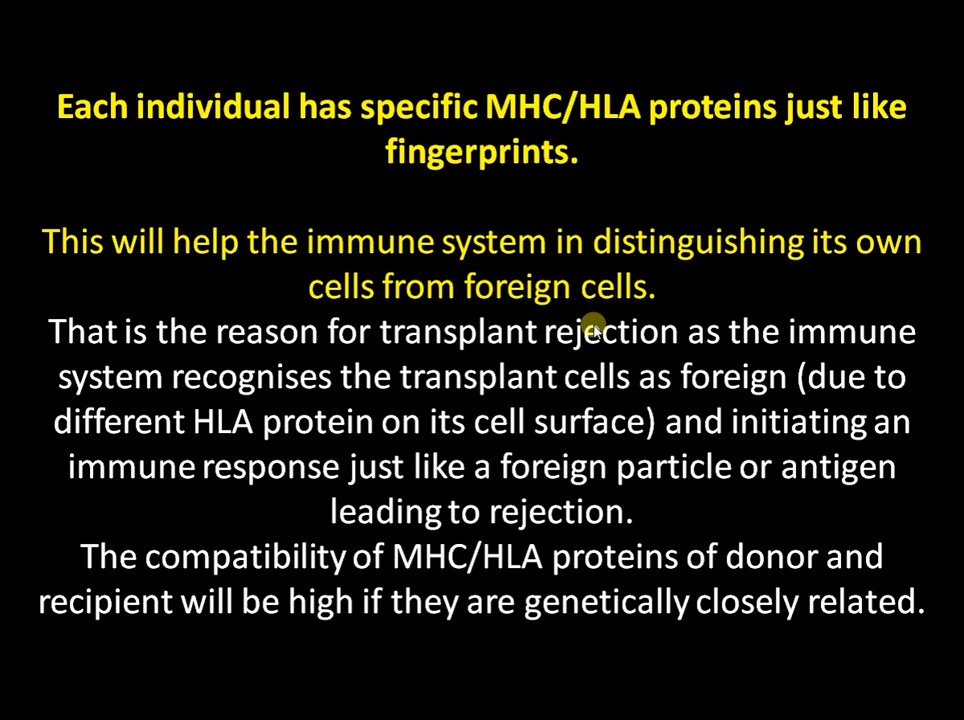 Each individual has specific MHC/HLA proteins just like
fingerprints.
This will help the immune system in distinguishing its own
cells from foreign cells.
That is the reason for transplant rejection as the immune
system recognises the transplant cells as foreign (due to
different HLA protein on its cell surface) and initiating an
immune response just like a foreign particle or antigen
leading to rejection.
The compatibility of MHC/HLA proteins of donor and
recipient will be high if they are genetically closely related.